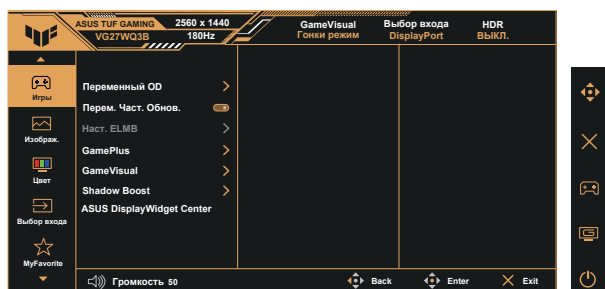 ASUS TUF GAMING 2560 x 1440
VG27WQ3B 180Hz
GameVisual Выбор входа HDR
Гонки режим DisplayPort ВЫКЛ.
Игры
Изображ.
Цвет
Выбор входа
MyFavorite
Переменный OD
Перем. Част. Обнов.
Наст. ELMB
GamePlus
GameVisual
Shadow Boost
ASUS DisplayWidget Center
Громкость 50 Back Enter Exit